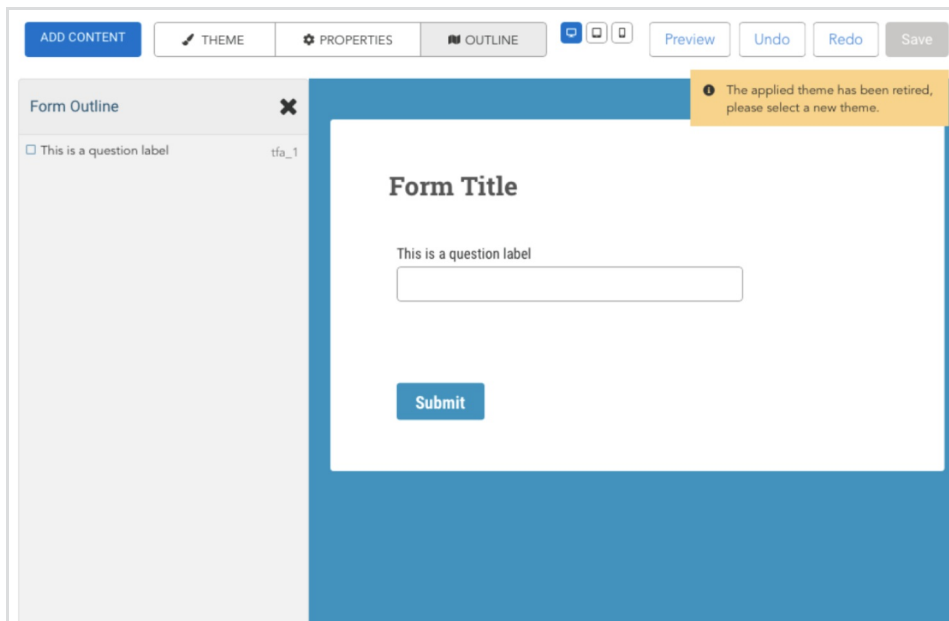 ADD CONTENT
THEME
PROPERTIES
OUTLINE
Preview
Undo
Redo
Save
The applied theme has been retired,
please select a new theme.
Form Outline
This is a question label
tfa_1
Form Title
This is a question label
Submit